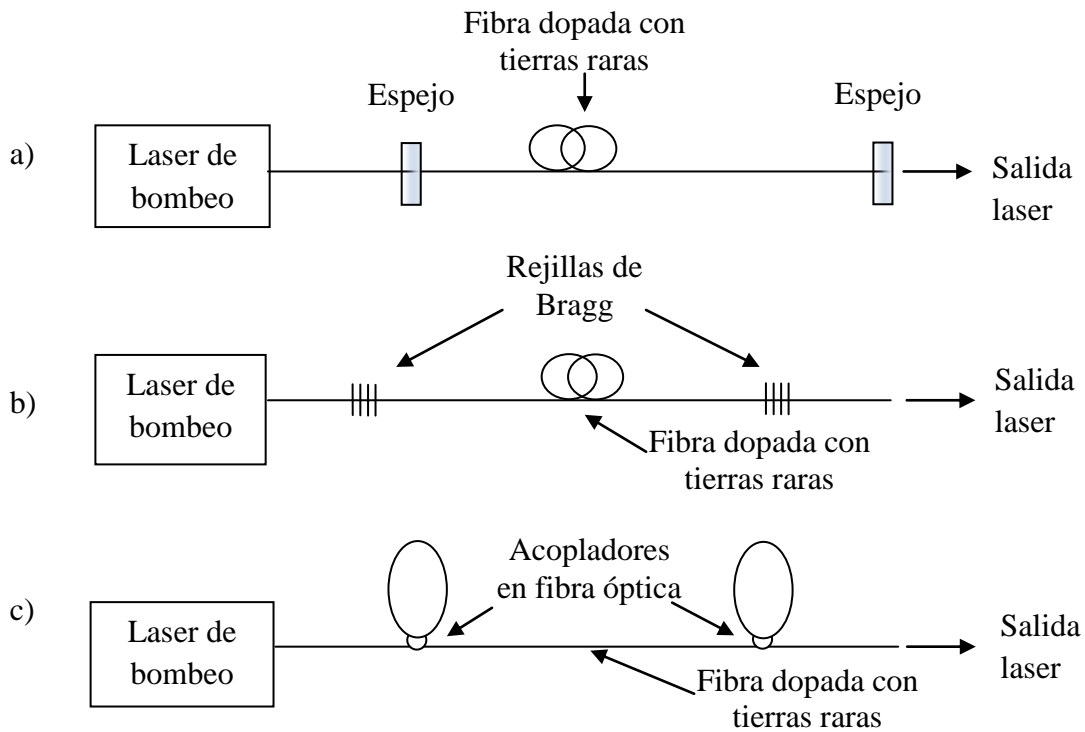 Fibra dopada con
tierras raras
Espejo
Espejo
a)
Laser de
bombeo
Salida
laser
Rejillas de
Bragg
b)
Laser de
bombeo
Salida
laser
Fibra dopada con
tierras raras
Acopladores
en fibra óptica
c)
Laser de
bombeo
Salida
laser
Fibra dopada con
tierras raras